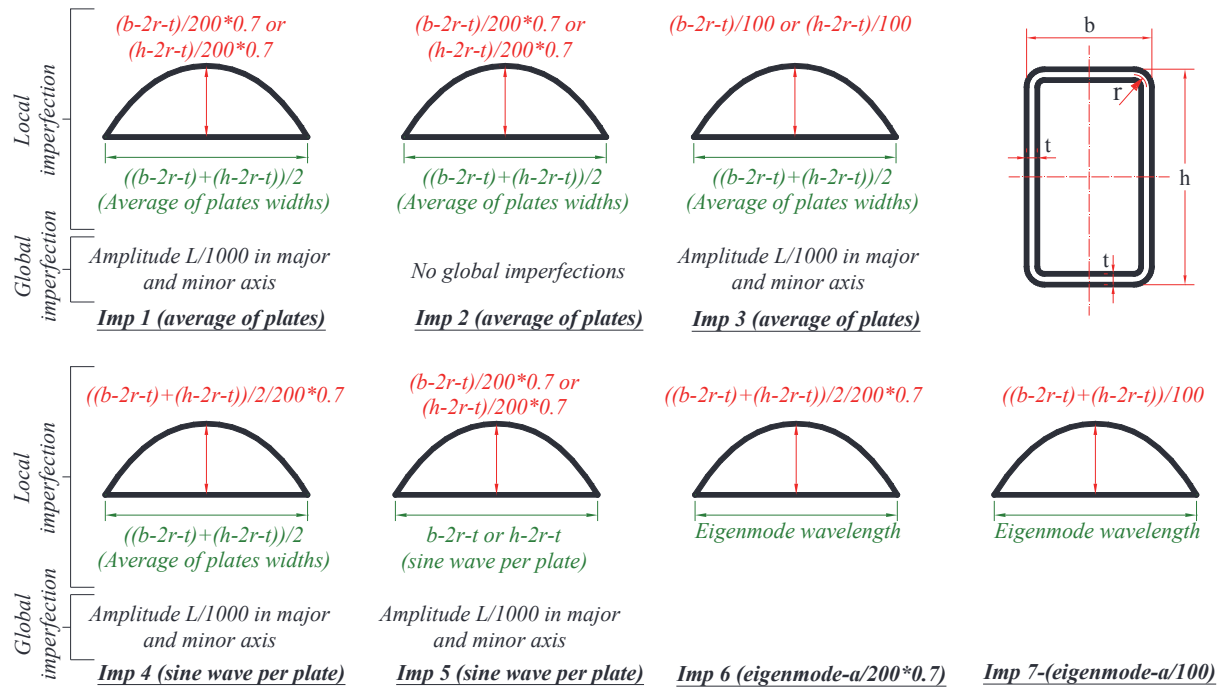 (b-2r-t)/200*0.7 or
(h-2r-t)/200*0.7
(b-2r-t)/200*0.7 or
(h-2r-t)/200*0.7
(b-2r-t)/100 or (h-2r-t)/100
b
r
t
h
t
Local
imperfection
((b-2r-t)+(h-2r-t))/2
(Average of plates widths)
((b-2r-t)+(h-2r-t))/2
(Average of plates widths)
((b-2r-t)+(h-2r-t))/2
(Average of plates widths)
Global
imperfection
Amplitude L/1000 in major
and minor axis
No global imperfections
Amplitude L/1000 in major
and minor axis
Imp 1 (average of plates)
Imp 2 (average of plates)
Imp 3 (average of plates)
Local
imperfection
((b-2r-t)+(h-2r-t))/2/200*0.7
(b-2r-t)/200*0.7 or
(h-2r-t)/200*0.7
((b-2r-t)+(h-2r-t))/2/200*0.7
((b-2r-t)+(h-2r-t))/100
((b-2r-t)+(h-2r-t))/2
(Average of plates widths)
b-2r-t or h-2r-t
(sine wave per plate)
Eigenmode wavelength
Eigenmode wavelength
Global
imperfection
Amplitude L/1000 in major
and minor axis
Amplitude L/1000 in major
and minor axis
Imp 4 (sine wave per plate)
Imp 5 (sine wave per plate)
Imp 6 (eigenmode-a/200*0.7)
Imp 7-(eigenmode-a/100)